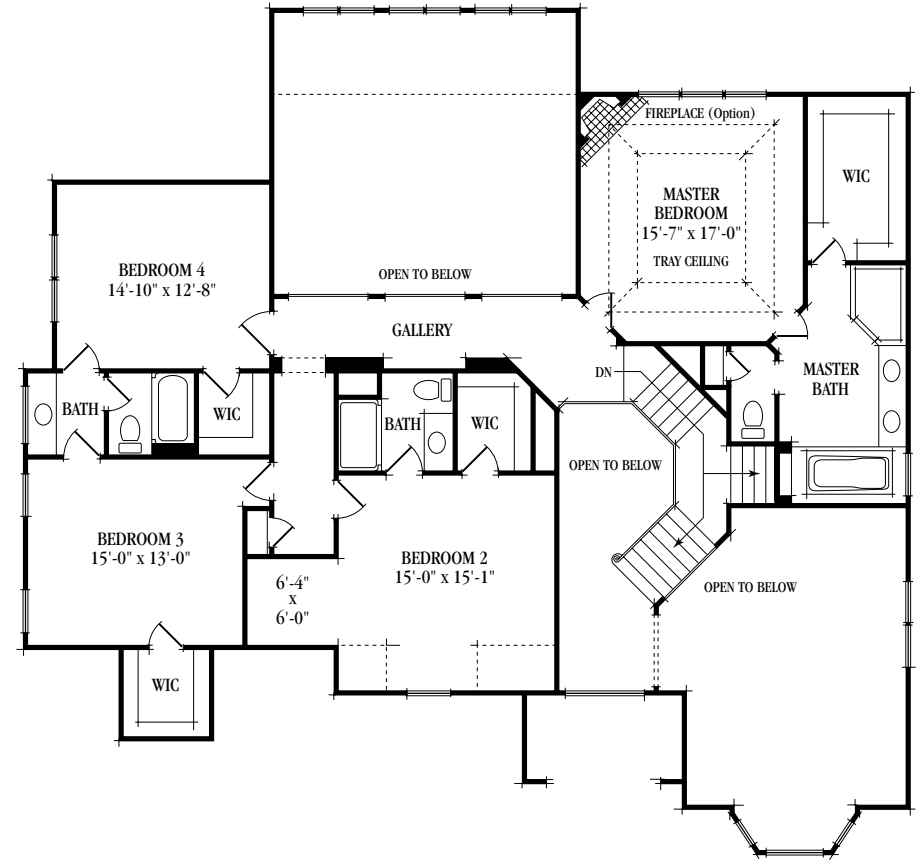 FIREPLACE (Option)
WIC
MASTER
BEDROOM
15'-7" x 17'-0"
TRAY CEILING
BEDROOM 4
14'-10" x 12'-8"
OPEN TO BELOW
GALLERY
DN
MASTER
BATH
BATH
WIC
BATH
WIC
OPEN TO BELOW
BEDROOM 3
15'-0" x 13'-0"
BEDROOM 2
15'-0" x 15'-1"
6'-4"
x
6'-0"
OPEN TO BELOW
WIC